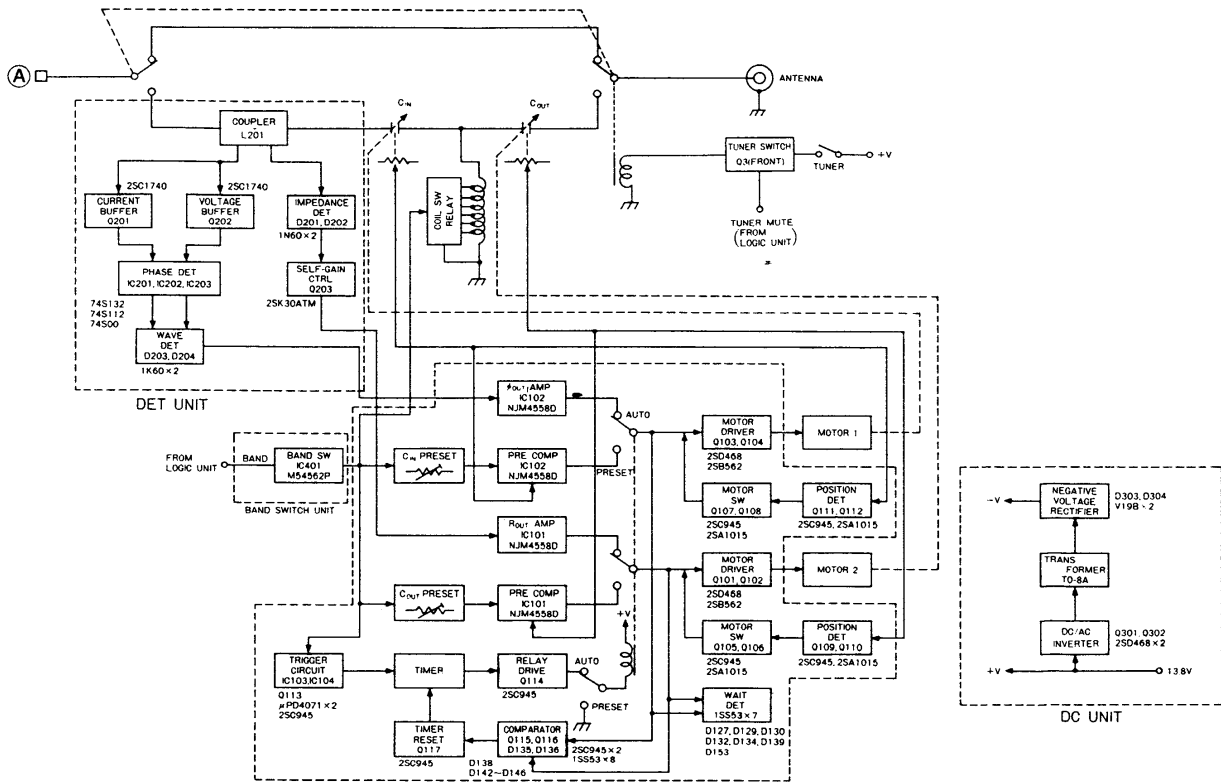 A
ANTENNA
C IN
C OUT
COUPLER
L201
TUNER SWITCH
Q3(FRONT)
TUNER
+V
TUNER MUTE
(FROM
LOGIC UNIT)
2SC1740
2SC1740
CURRENT
BUFFER
Q201
VOLTAGE
BUFFER
Q202
IMPEDANCE
DET
D201, D202
1N60×2
COIL SW
RELAY
PHASE DET
IC201, IC202, IC203
SELF-GAIN
CTRL
Q203
2SK30ATM
74S132
74S112
74S00
WAVE
DET
D203, D204
1K60×2
DET UNIT
OUT AMP
IC102
NJM4558D
AUTO
PRESET
MOTOR
DRIVER
Q103, Q104
2SD468
2SB562
MOTOR 1
FROM
LOGIC UNIT
BAND
BAND SW
IC401
M54562P
BAND SWITCH UNIT
C IN PRESET
PRE COMP
IC102
NJM4558D
MOTOR
SW
Q107, Q108
2SC945
2SA1015
POSITION
DET
Q111, Q112
2SC945, 2SA1015
R OUT AMP
IC101
NJM4558D
MOTOR
DRIVER
Q101, Q102
2SD468
2SB562
MOTOR 2
C OUT PRESET
PRE COMP
IC101
NJM4558D
+V
MOTOR
SW
Q105, Q106
2SC945
2SA1015
POSITION
DET
Q109, Q110
2SC945, 2SA1015
TRIGGER
CIRCUIT
IC103, IC104
Q113
μPD4071×2
2SC945
TIMER
RELAY
DRIVE
Q114
2SC945
AUTO
PRESET
WAIT
DET
1SS53×7
D127, D129, D130
D132, D134, D139
D153
TIMER
RESET
Q117
2SC945
COMPARATOR
Q115, Q116
D135, D136
2SC945×2
1SS53×8
D138
D142~D146
-V
NEGATIVE
VOLTAGE
RECTIFIER
D303, D304
V19B×2
TRANS
FORMER
TO-8A
DC/AC
INVERTER
Q301, Q302
2SD468×2
+V
13.8V
DC UNIT